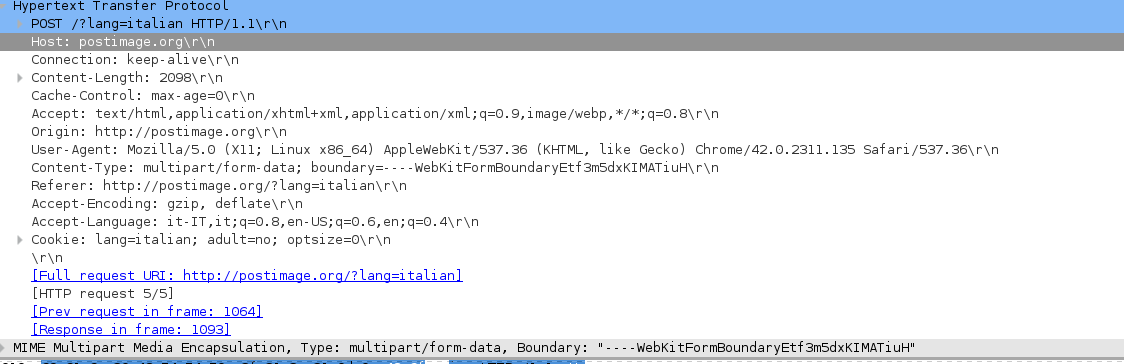 Hypertext Transfer Protocol
POST /?lang=italian HTTP/1.1\r\n
Host: postimage.org\r\n
Connection: keep-alive\r\n
Content-Length: 2098\r\n
Cache-Control: max-age=0\r\n
Accept: text/html,application/xhtml+xml,application/xml;q=0.9,image/webp,*/*;q=0.8\r\n
Origin: http://postimage.org\r\n
User-Agent: Mozilla/5.0 (X11; Linux x86_64) AppleWebKit/537.36 (KHTML, like Gecko) Chrome/42.0.2311.135 Safari/537.36\r\n
Content-Type: multipart/form-data; boundary=----WebKitFormBoundaryEtf3m5dxKIMATiuH\r\n
Referer: http://postimage.org/?lang=italian\r\n
Accept-Encoding: gzip, deflate\r\n
Accept-Language: it-IT,it;q=0.8,en-US;q=0.6,en;q=0.4\r\n
Cookie: lang=italian; adult=no; optsize=0\r\n
\r\n
[Full request URI: http://postimage.org/?lang=italian]
[HTTP request 5/5]
[Prev request in frame: 1064]
[Response in frame: 1093]
MIME Multipart Media Encapsulation, Type: multipart/form-data, Boundary: "----WebKitFormBoundaryEtf3m5dxKIMATiuH"